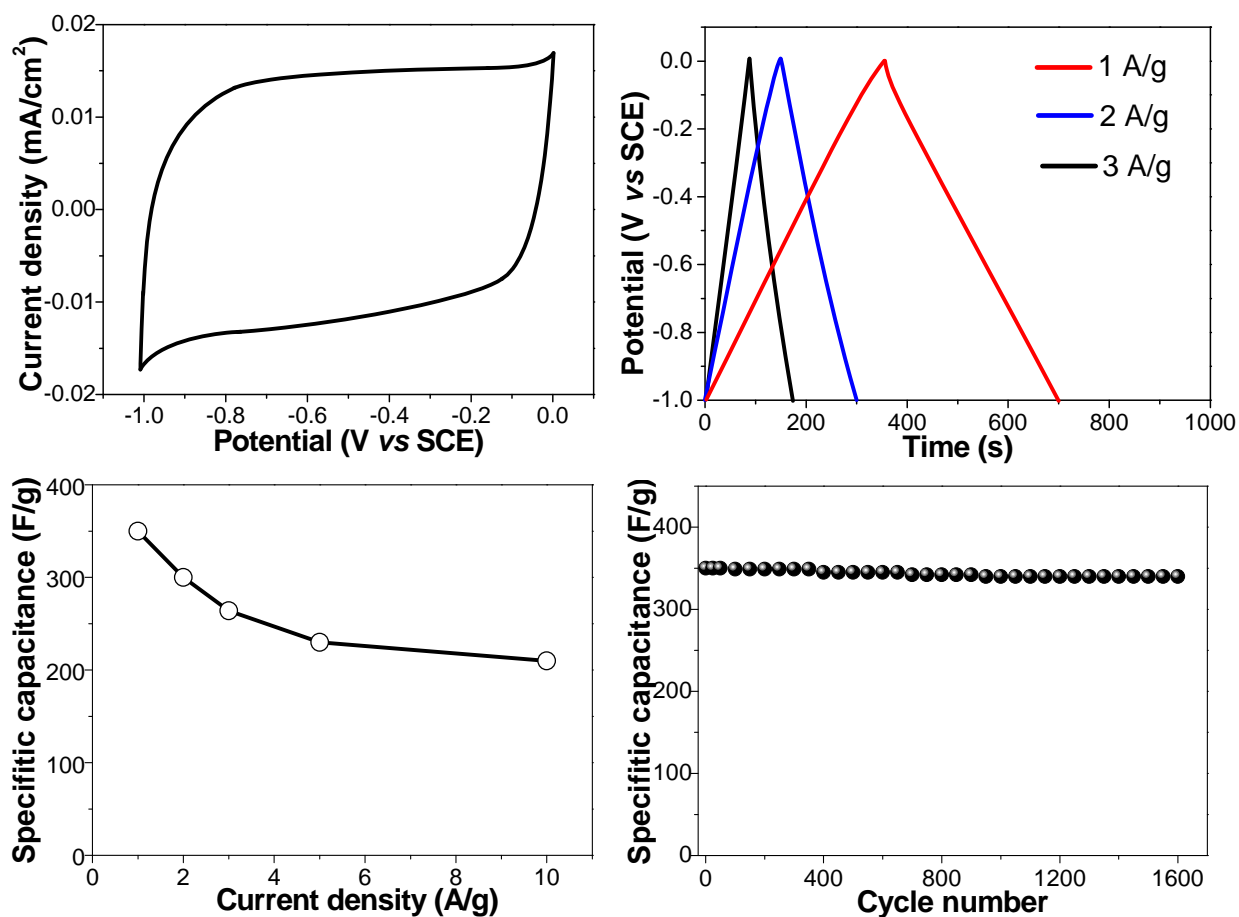 0.02
0.01
0.00
-0.01
-0.02
Current density (mA/cm²)
-1.0 -0.8 -0.6 -0.4 -0.2 0.0
Potential (V vs SCE)
0.0
-0.2
-0.4
-0.6
-0.8
-1.0
Potential (V vs SCE)
1 A/g
2 A/g
3 A/g
0 200 400 600 800 1000
Time (s)
400
300
200
100
0
Specifitic capacitance (F/g)
0 2 4 6 8 10
Current density (A/g)
400
300
200
100
0
Specifitic capacitance (F/g)
0 400 800 1200 1600
Cycle number